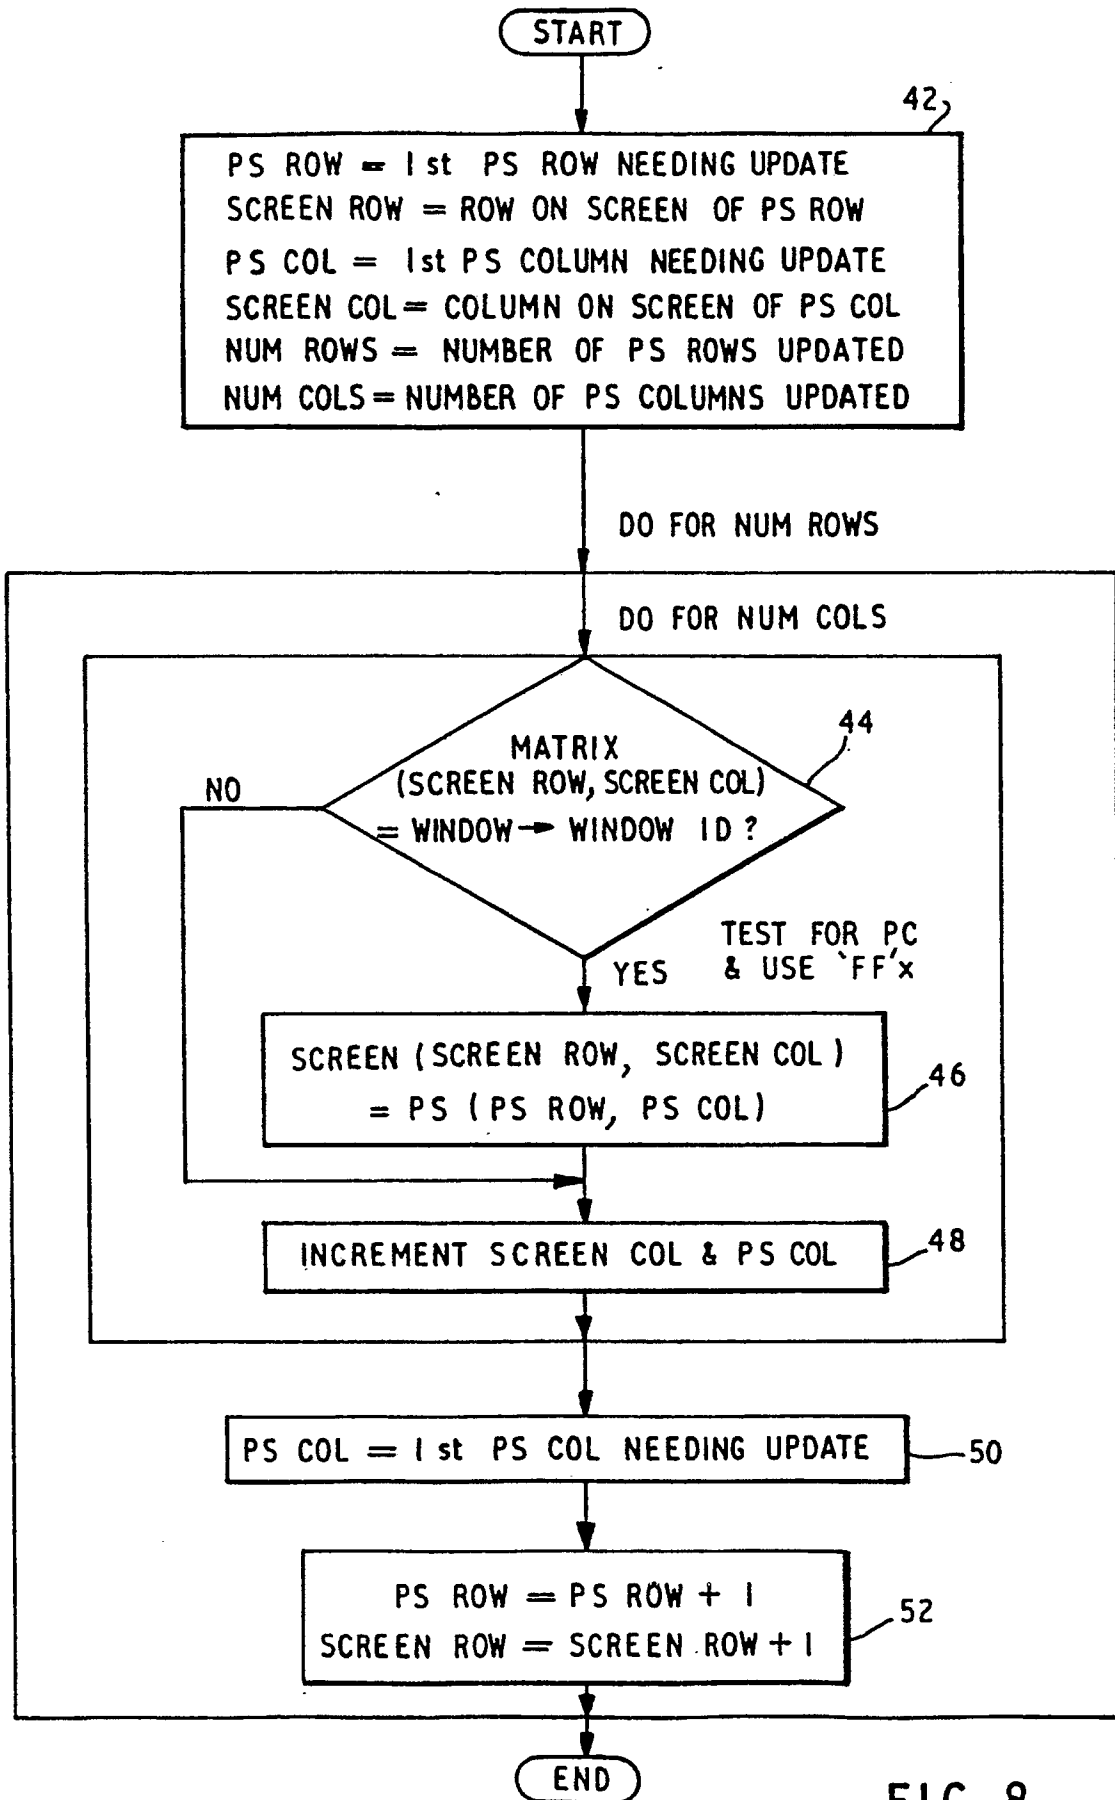 START
42
PS ROW = 1st PS ROW NEEDING UPDATE
SCREEN ROW = ROW ON SCREEN OF PS ROW
PS COL = 1st PS COLUMN NEEDING UPDATE
SCREEN COL = COLUMN ON SCREEN OF PS COL
NUM ROWS = NUMBER OF PS ROWS UPDATED
NUM COLS = NUMBER OF PS COLUMNS UPDATED
DO FOR NUM ROWS
DO FOR NUM COLS
44
MATRIX
(SCREEN ROW, SCREEN COL)
= WINDOW → WINDOW ID ?
NO
YES
TEST FOR PC
& USE 'FF'x
SCREEN (SCREEN ROW, SCREEN COL)
= PS (PS ROW, PS COL)
46
INCREMENT SCREEN COL & PS COL
48
PS COL = 1st PS COL NEEDING UPDATE
50
PS ROW = PS ROW + 1
SCREEN ROW = SCREEN ROW + 1
52
END
FIG. 8